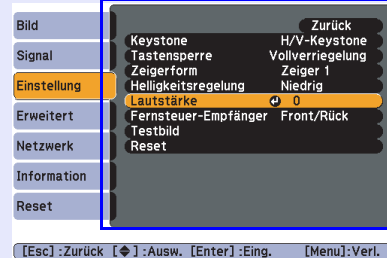 Bild
Signal
Einstellung
Erweitert
Netzwerk
Information
Reset
Zurück
Keystone H/V-Keystone
Tastensperre Vollverriegelung
Zeigerform Zeiger 1
Helligkeitsregelung Niedrig
Lautstärke 0
Fernsteuer-Empfänger Front/Rück
Testbild
Reset
[Esc] :Zurück [◆] :Ausw. [Enter] :Eing. [Menu] :Verl.